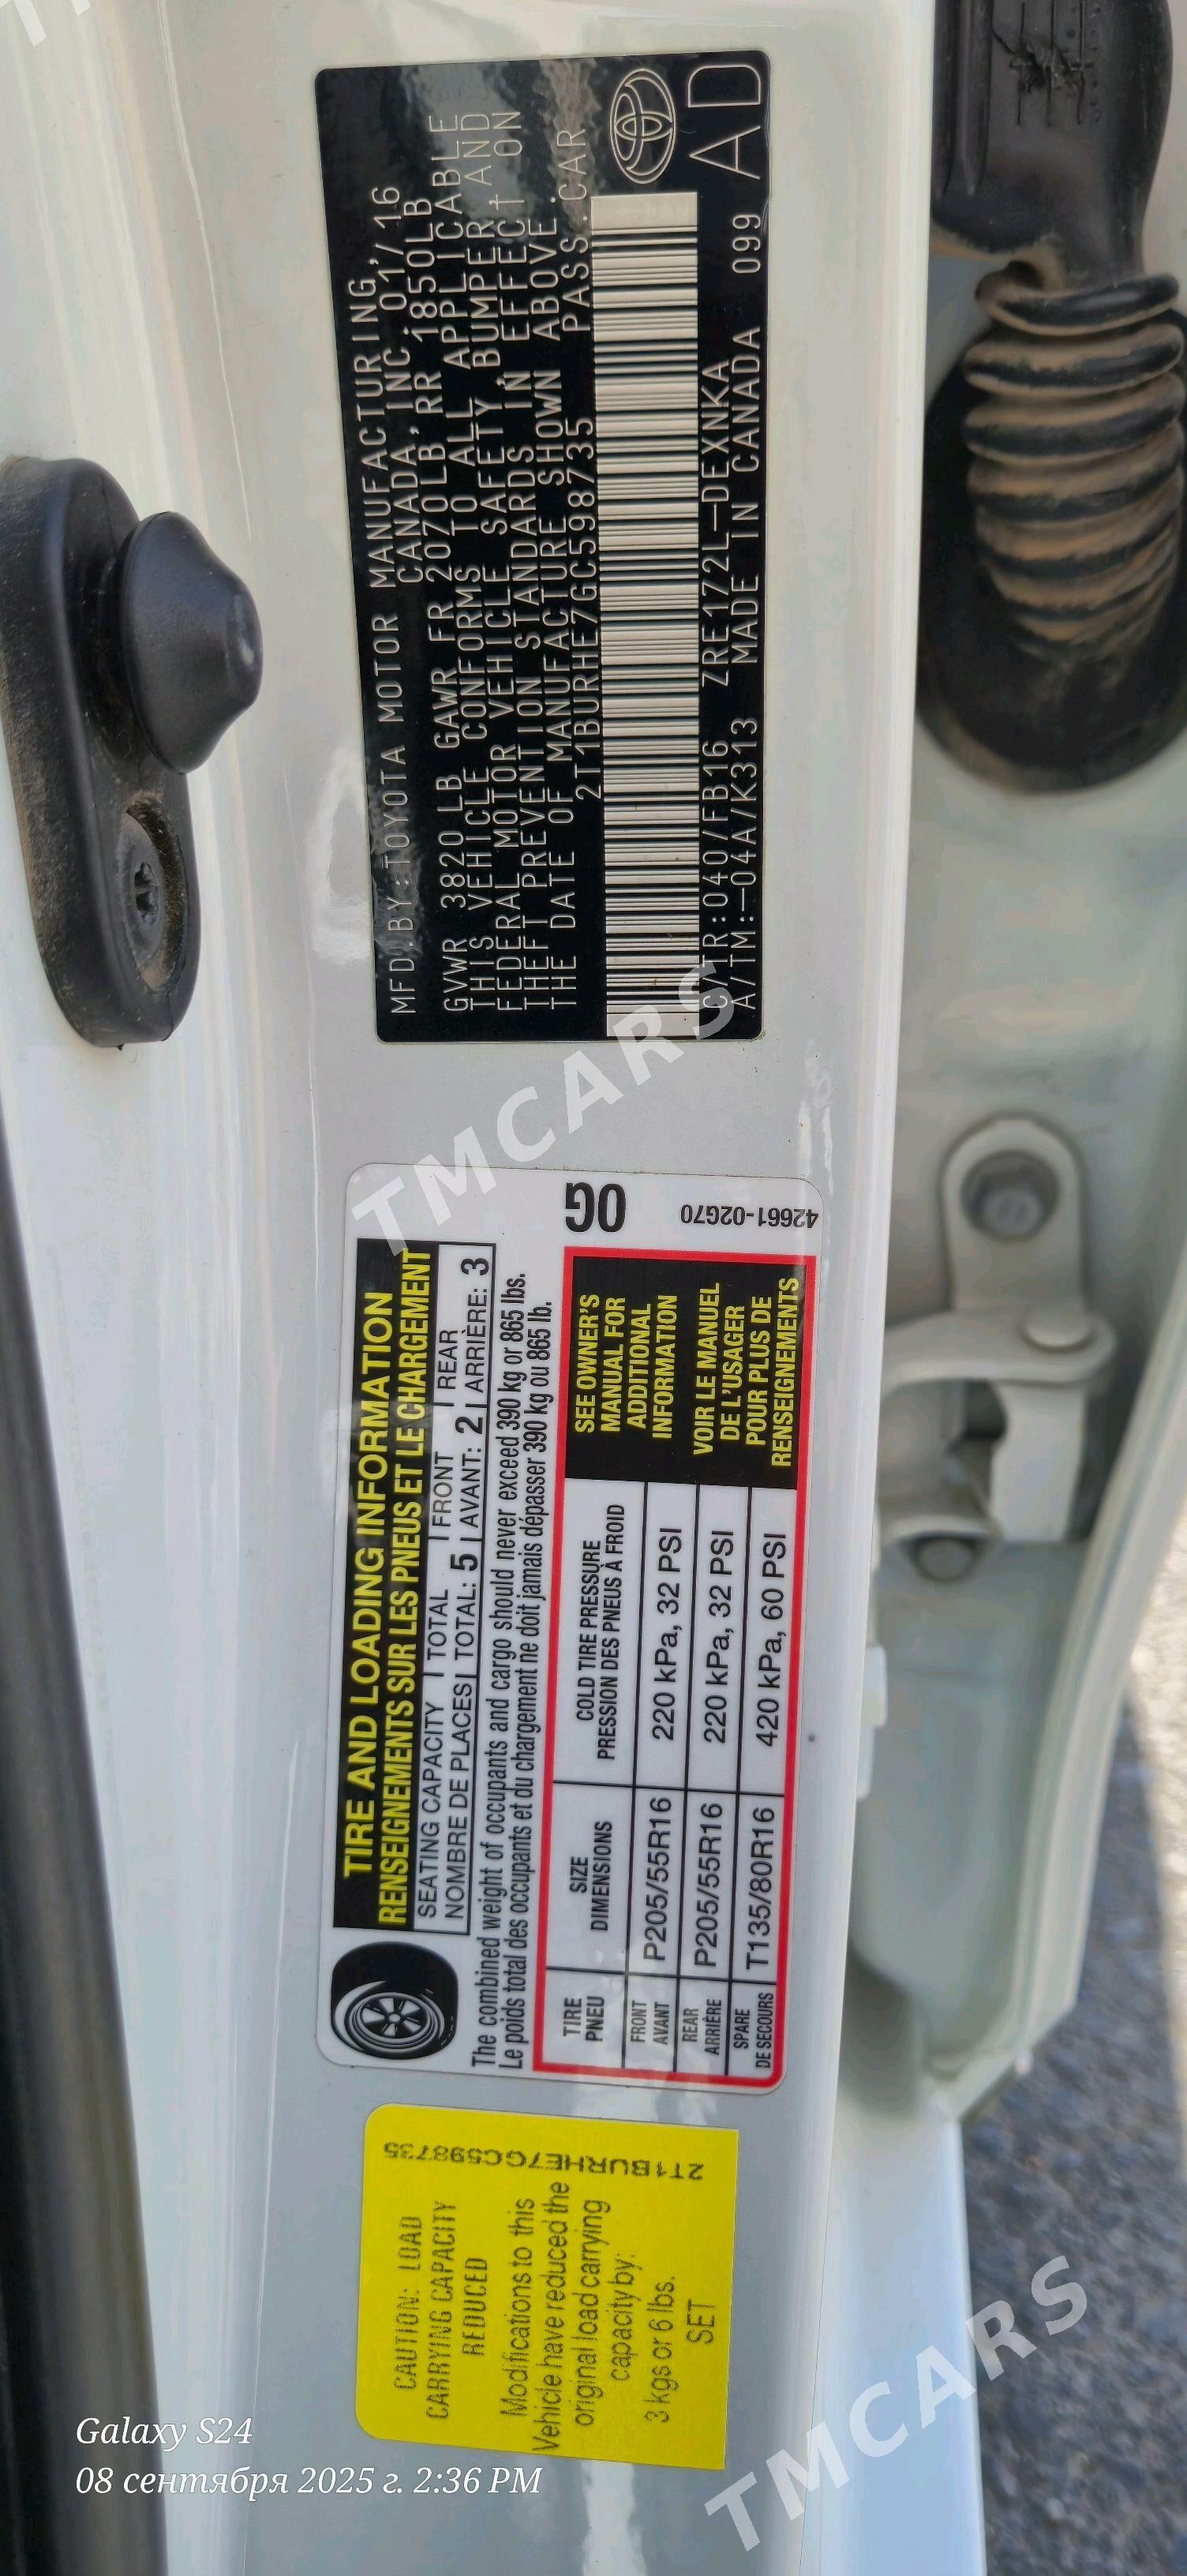 MFD.BY:TOYOTA MOTOR MANUFACTURING,
CANADA, INC. 01/16
GVWR 3820LB GAWR FR 2070LB, RR 1850LB
THIS VEHICLE CONFORMS TO ALL APPLICABLE
FEDERAL MOTOR VEHICLE SAFETY, BUMPER AND
THEFT PREVENTION STANDARDS IN EFFECT ON
THE DATE OF MANUFACTURE SHOWN ABOVE.
2T1BURHE7GC598735 PASS.CAR
C/TR:040/FB16 ZRE172L-DEXNKA
A/TM:-04A/K313 MADE IN CANADA 099
AD
TIRE AND LOADING INFORMATION
RENSEIGNEMENTS SUR LES PNEUS ET LE CHARGEMENT
SEATING CAPACITY | TOTAL | FRONT | REAR
NOMBRE DE PLACES | TOTAL: 5 | AVANT: 2 | ARRIÈRE: 3
The combined weight of occupants and cargo should never exceed 390 kg or 865 lbs.
Le poids total des occupants et du chargement ne doit jamais dépasser 390 kg ou 865 lb.
TIRE
PNEU
SIZE
DIMENSIONS
COLD TIRE PRESSURE
PRESSION DES PNEUS À FROID
FRONT
AVANT
P205/55R16
220 kPa, 32 PSI
REAR
ARRIÈRE
P205/55R16
220 kPa, 32 PSI
SPARE
DE SECOURS
T135/80R16
420 kPa, 60 PSI
SEE OWNER'S
MANUAL FOR
ADDITIONAL
INFORMATION
VOIR LE MANUEL
DE L'USAGER
POUR PLUS DE
RENSEIGNEMENTS
OG
42661-02G70
CAUTION: LOAD
CARRYING CAPACITY
REDUCED
Modifications to this
Vehicle have reduced the
original load carrying
capacity by:
3 kgs or 6 lbs.
SET
2T1BURHE7GC598735
TMCARS
TMCARS
Galaxy S24
08 сентября 2025 г. 2:36 PM